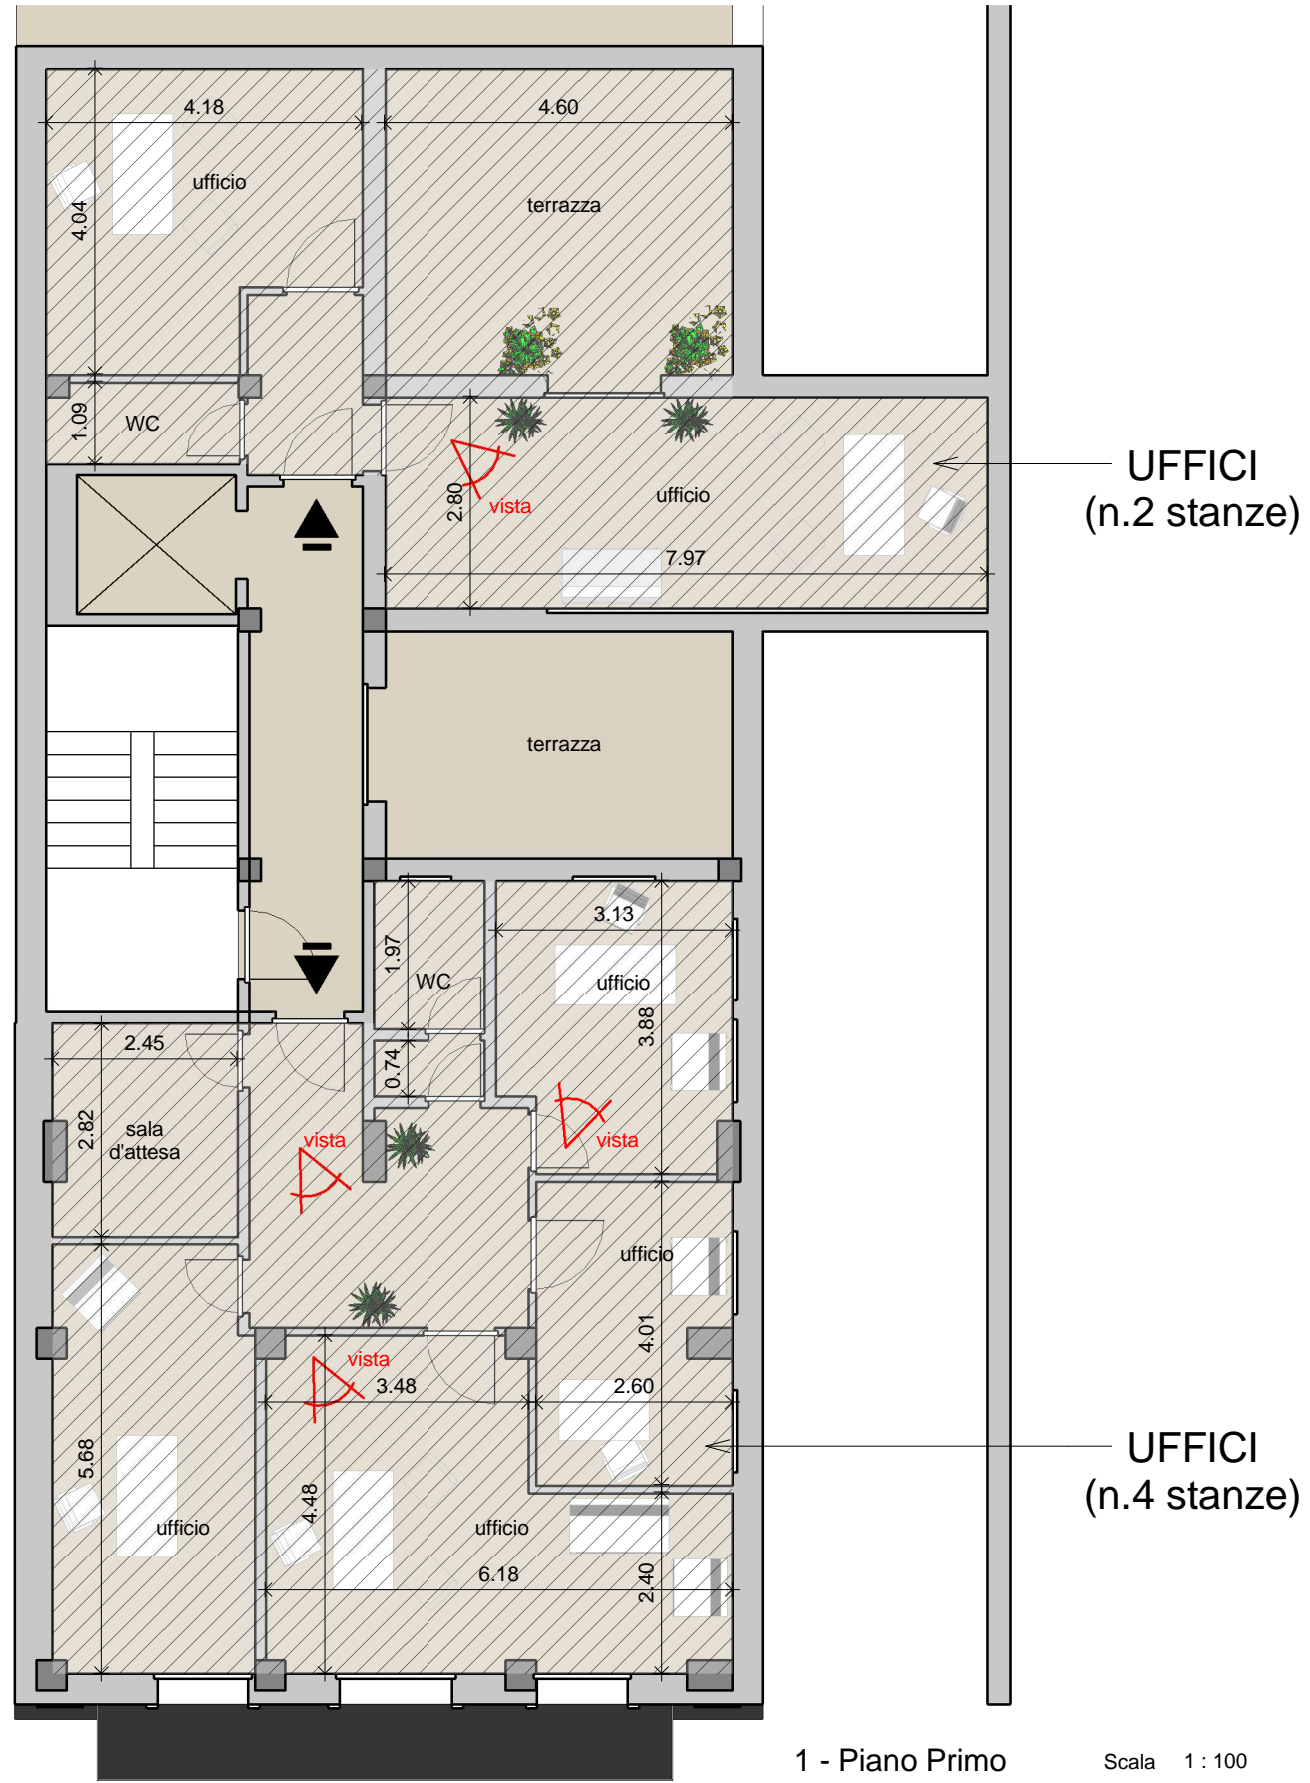 4.18
4.60
ufficio
terrazza
4.04
1.09
WC
2.80
vista
ufficio
7.97
UFFICI
(n.2 stanze)
terrazza
3.13
1.97
WC
ufficio
3.88
2.45
0.74
2.82
sala
d'attesa
vista
vista
ufficio
4.01
vista
3.48
2.60
5.68
4.48
ufficio
ufficio
6.18
2.40
UFFICI
(n.4 stanze)
1 - Piano Primo
Scala 1 : 100